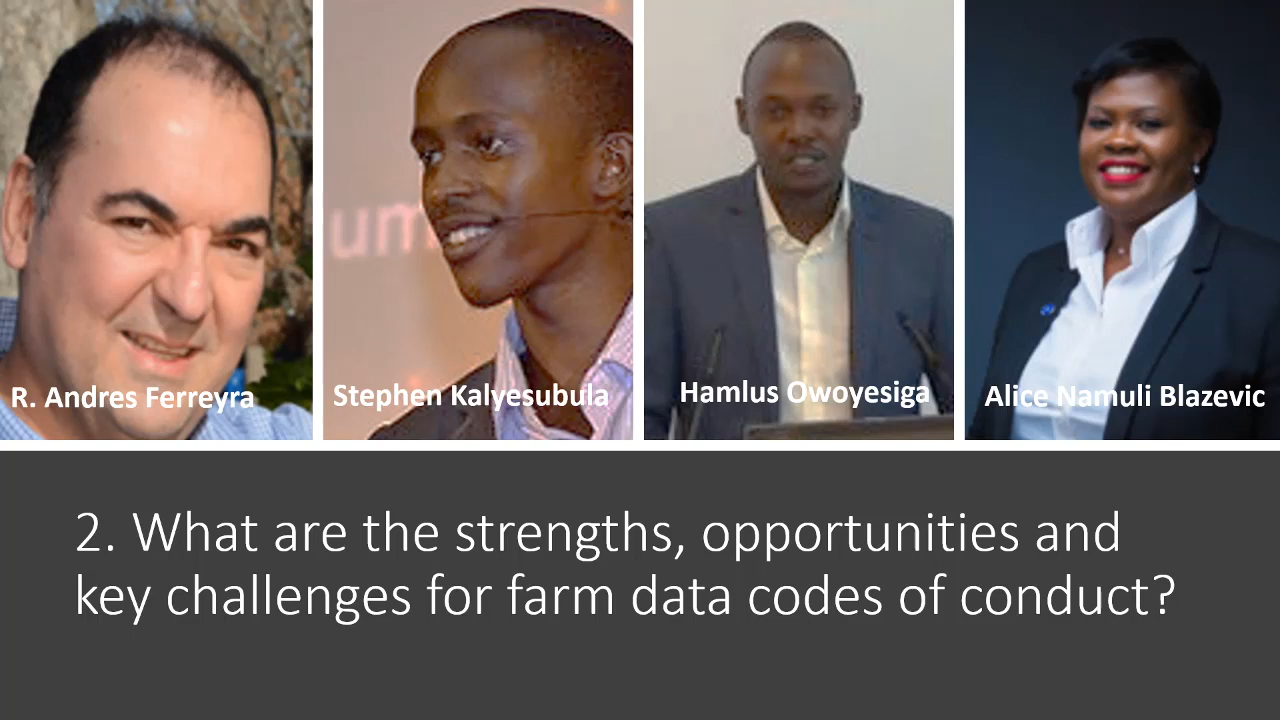 um
R. Andres Ferreyra
Stephen Kalyesubula
Hamlus Owoyesiga
Alice Namuli Blazevic
2. What are the strengths, opportunities and
key challenges for farm data codes of conduct?